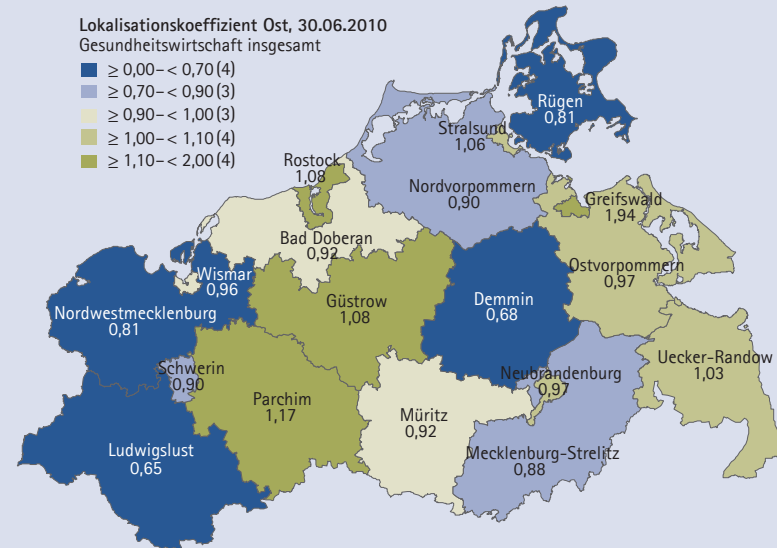 Lokalisationskoeffizient Ost, 30.06.2010
Gesundheitswirtschaft insgesamt
≥ 0,00–< 0,70 (4)
≥ 0,70–< 0,90 (3)
≥ 0,90–< 1,00 (3)
≥ 1,00–< 1,10 (4)
≥ 1,10–< 2,00 (4)
Rügen
0,81
Stralsund
1,06
Rostock
1,08
Nordvorpommern
0,90
Greifswald
1,94
Bad Doberan
0,92
Ostvorpommern
0,97
Wismar
0,96
Nordwestmecklenburg
0,81
Güstrow
1,08
Demmin
0,68
Uecker-Randow
1,03
Schwerin
0,90
Neubrandenburg
0,97
Parchim
1,17
Müritz
0,92
Mecklenburg-Strelitz
0,88
Ludwigslust
0,65